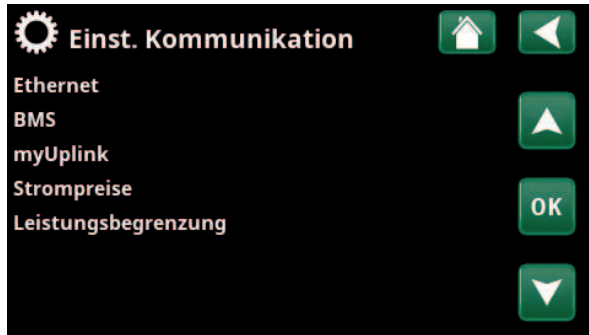 Einst. Kommunikation
Ethernet
BMS
myUplink
Strompreise
OK
Leistungsbegrenzung